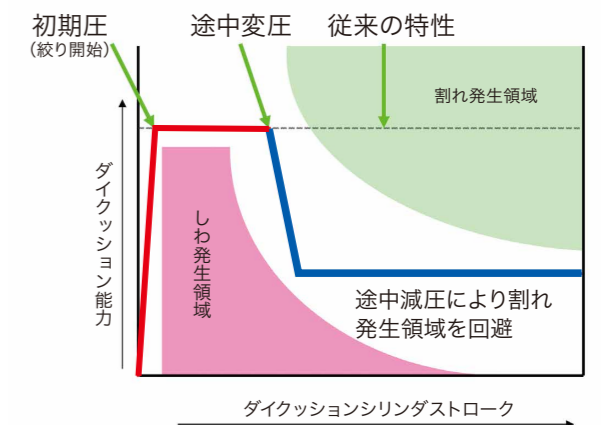 初期圧
(絞り開始)
途中変圧
従来の特性
割れ発生領域
ダイクッション能力
しわ発生領域
途中減圧により割れ
発生領域を回避
ダイクッションシリンダストローク